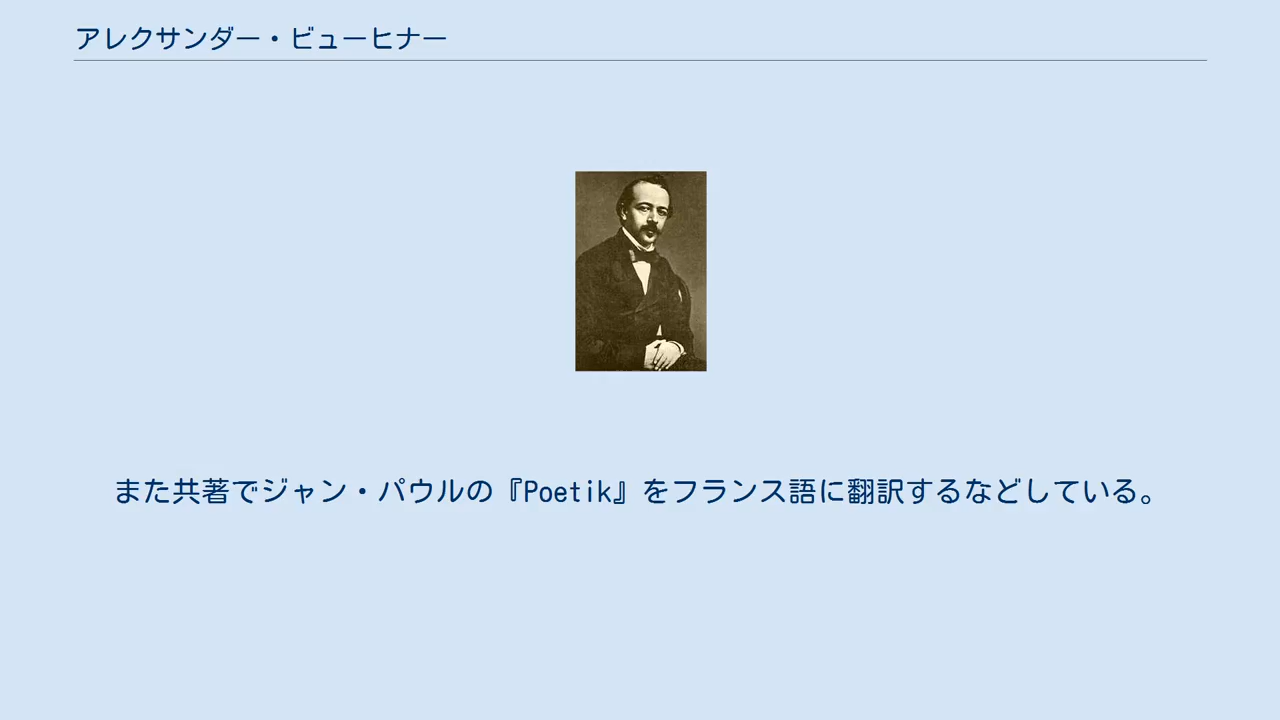 アレクサンダー・ビューヒナー
また共著でジャン・パウルの『Poetik』をフランス語に翻訳するなどしている。